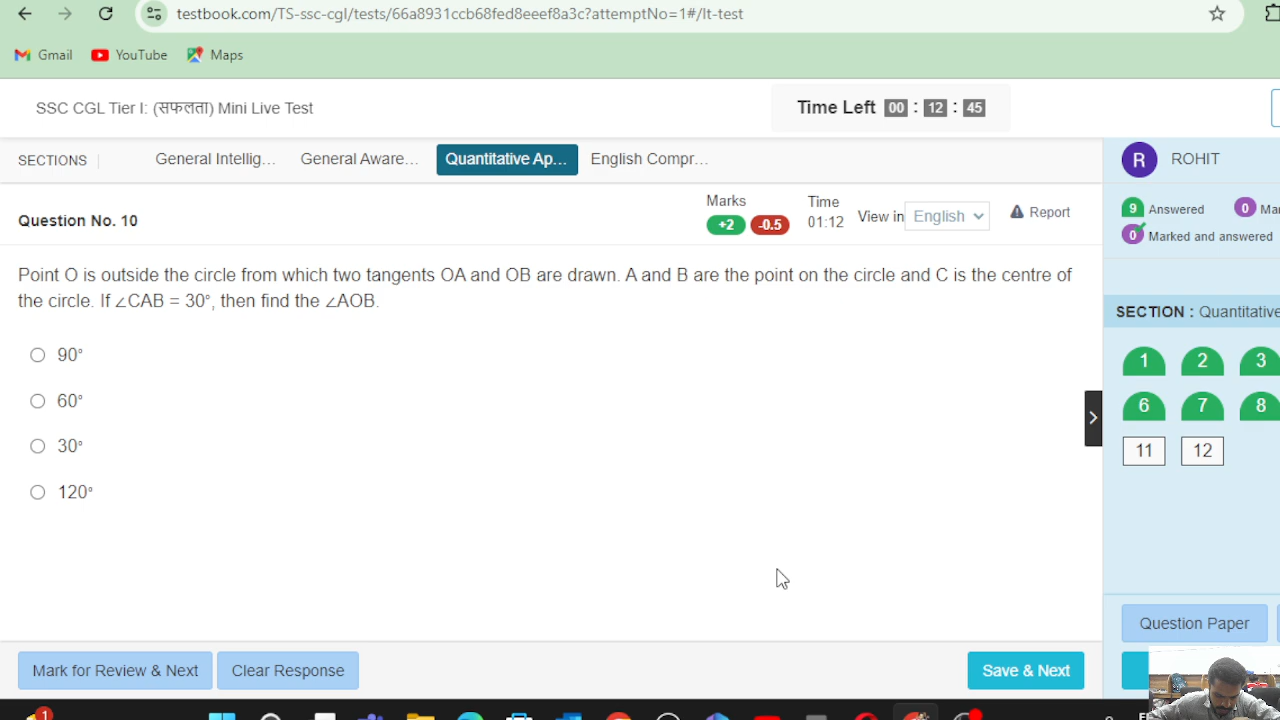 testbook.com/TS-ssc-cgl/tests/66a8931ccb68fed8eeef8a3c?attemptNo=1#/lt-test
Gmail YouTube Maps
SSC CGL Tier I: (सफलता) Mini Live Test
Time Left 00 : 12 : 45
SECTIONS General Intellig... General Aware... Quantitative Ap... English Compr...
R ROHIT
Question No. 10
Marks +2 -0.5
Time 01:12
View in English
Report
9 Answered 0 Mar
0 Marked and answered
Point O is outside the circle from which two tangents OA and OB are drawn. A and B are the point on the circle and C is the centre of
the circle. If ∠CAB = 30°, then find the ∠AOB.
90°
60°
30°
120°
SECTION : Quantitative
1 2 3
6 7 8
11 12
Question Paper
Mark for Review & Next Clear Response Save & Next
1